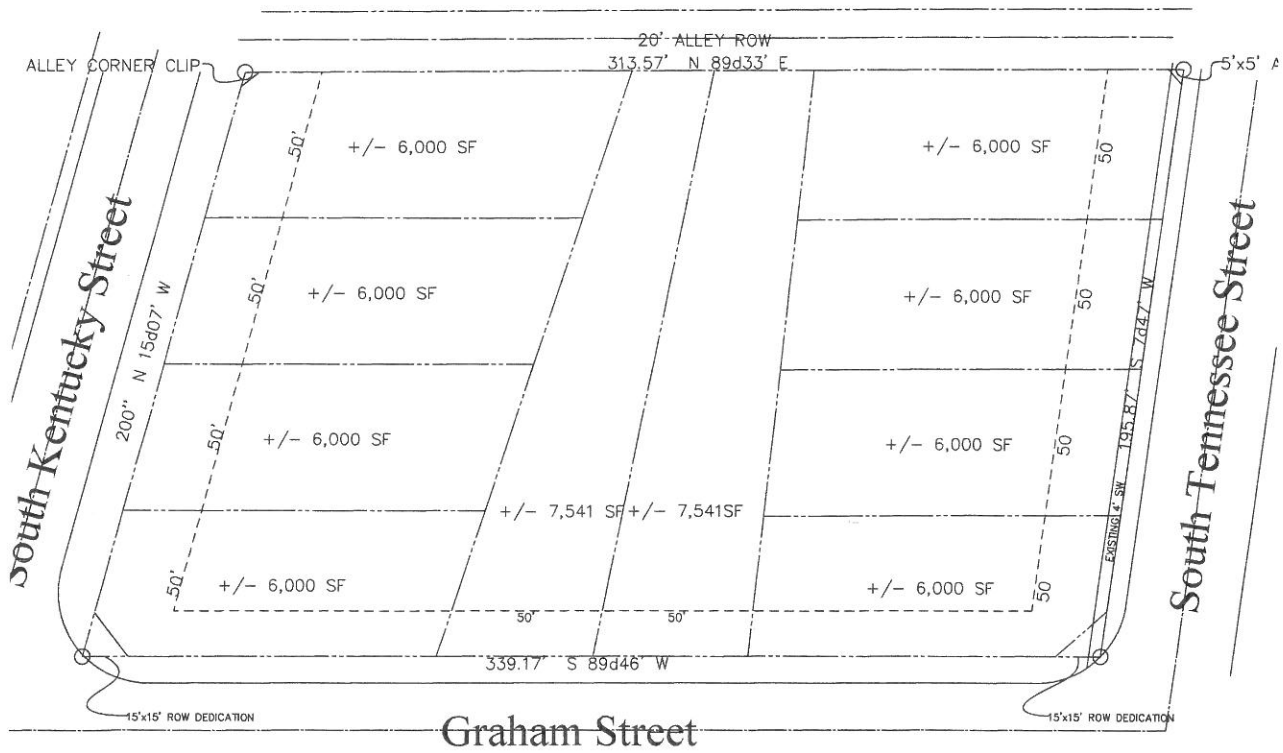 20' ALLEY ROW
313.57' N 89d33' E
ALLEY CORNER CLIP
5'x5' A
50'
+/- 6,000 SF
+/- 6,000 SF
50
50'
+/- 6,000 SF
+/- 6,000 SF
50
South Kentucky Street
200" N 15d07' W
195.87' S 7d47' W
South Tennessee Street
50'
+/- 6,000 SF
+/- 6,000 SF
50
+/- 7,541 SF
+/- 7,541SF
EXISTING 4' SW
50'
+/- 6,000 SF
+/- 6,000 SF
50
50'
50'
339.17' S 89d46" W
15'x15' ROW DEDICATION
15'x15' ROW DEDICATION
Graham Street